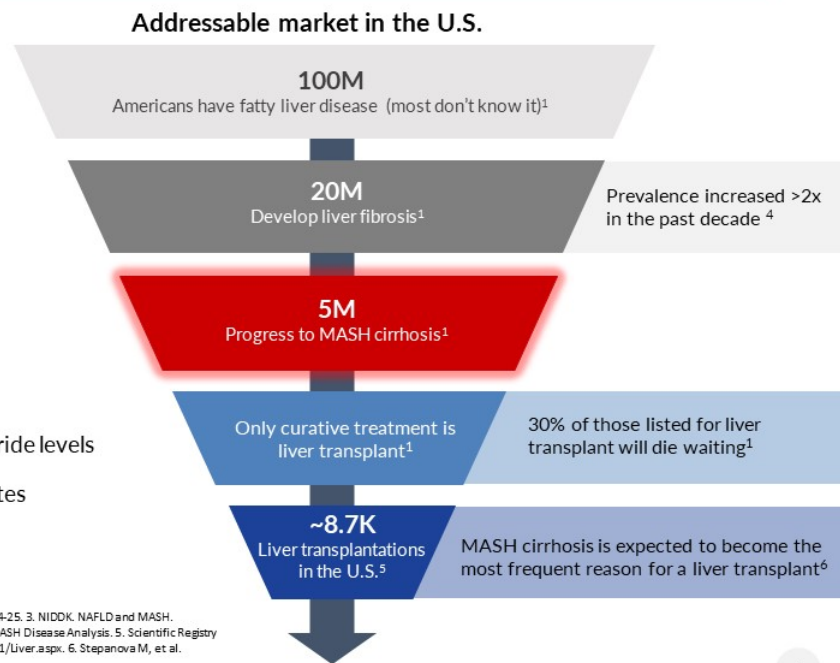 Addressable market in the U.S.
100M
Americans have fatty liver disease (most don't know it)¹
20M
Develop liver fibrosis¹
Prevalence increased >2x
in the past decade ⁴
5M
Progress to MASH cirrhosis¹
Only curative treatment is
liver transplant¹
30% of those listed for liver
transplant will die waiting¹
ride levels
tes
~8.7K
Liver transplantations
in the U.S.⁵
MASH cirrhosis is expected to become the
most frequent reason for a liver transplant⁶
4-25. 3. NIDDK. NAFLD and MASH.
ASH Disease Analysis. 5. Scientific Registry
1/Liver.aspx. 6. Stepanova M, et al.